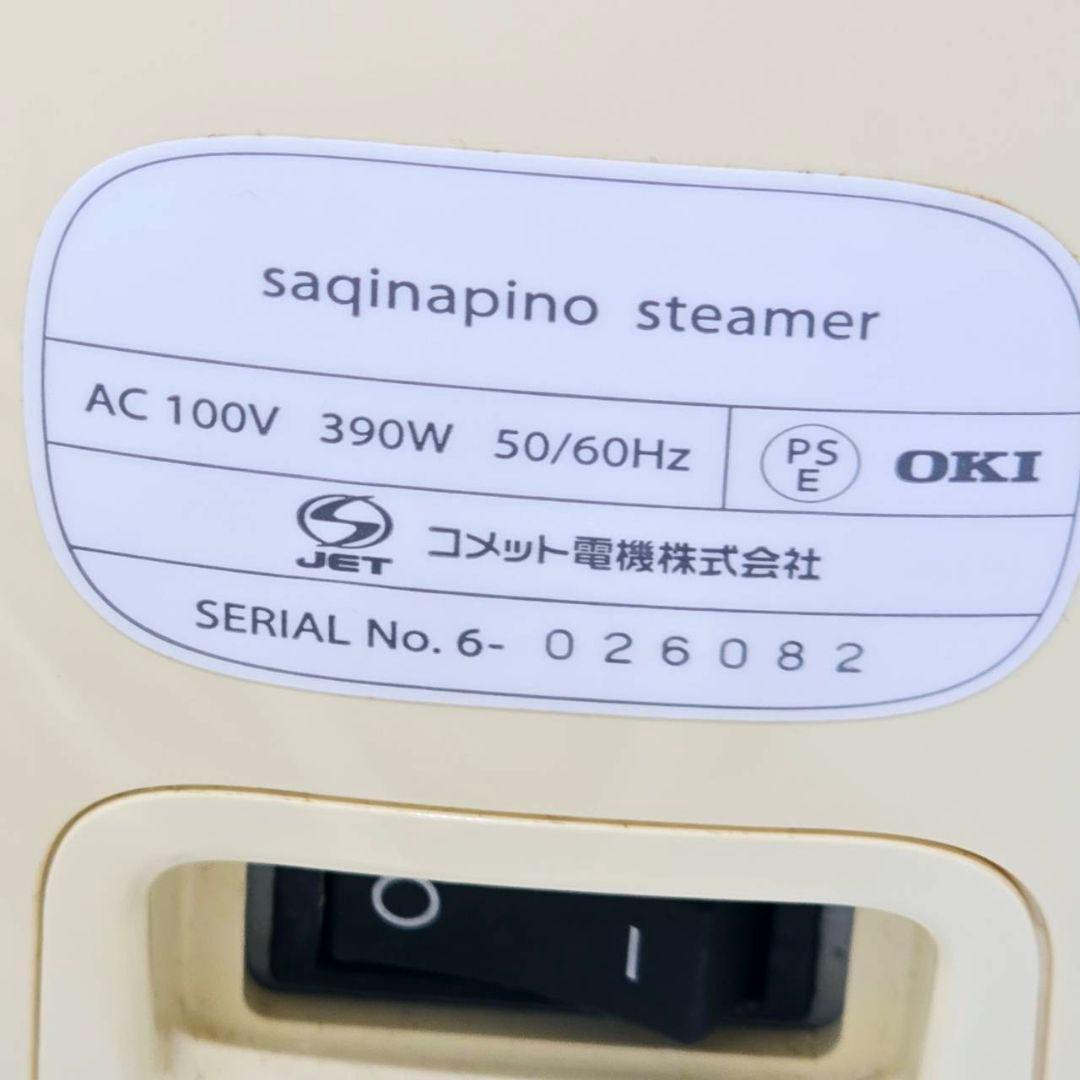 saqinapino steamer
AC 100V 390W 50/60Hz PSE OKI
JET コメット電機株式会社
SERIAL No. 6- 026082
O I